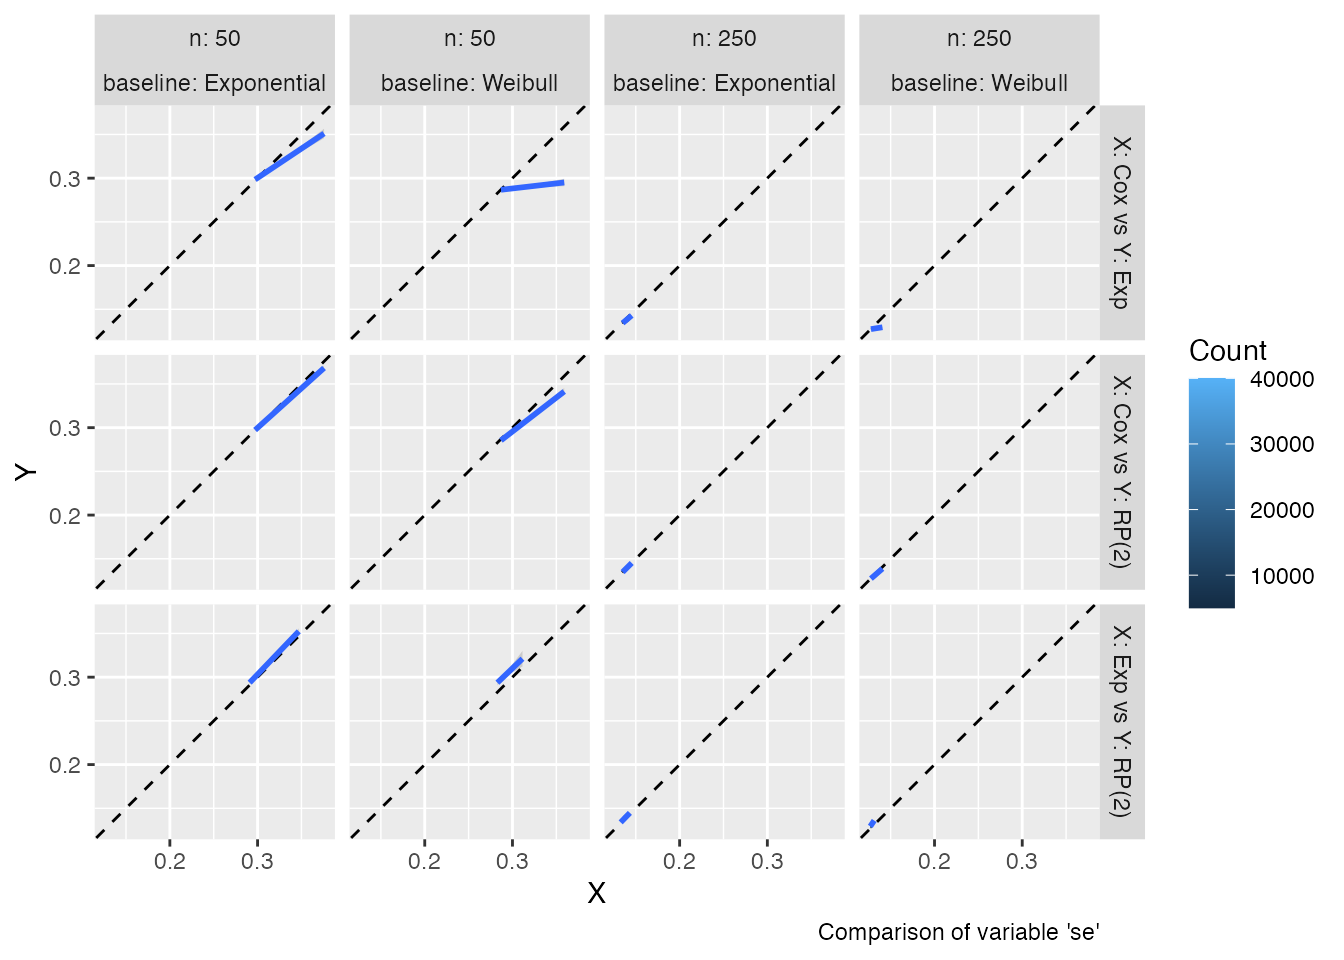 n: 50
n: 50
n: 250
n: 250
baseline: Exponential
baseline: Weibull
baseline: Exponential
baseline: Weibull
0.3
0.2
X: Cox vs Y: Exp
0.3
0.2
X: Cox vs Y: RP(2)
0.3
0.2
X: Exp vs Y: RP(2)
Y
0.2
0.3
0.2
0.3
0.2
0.3
0.2
0.3
X
Count
40000
30000
20000
10000
Comparison of variable 'se'